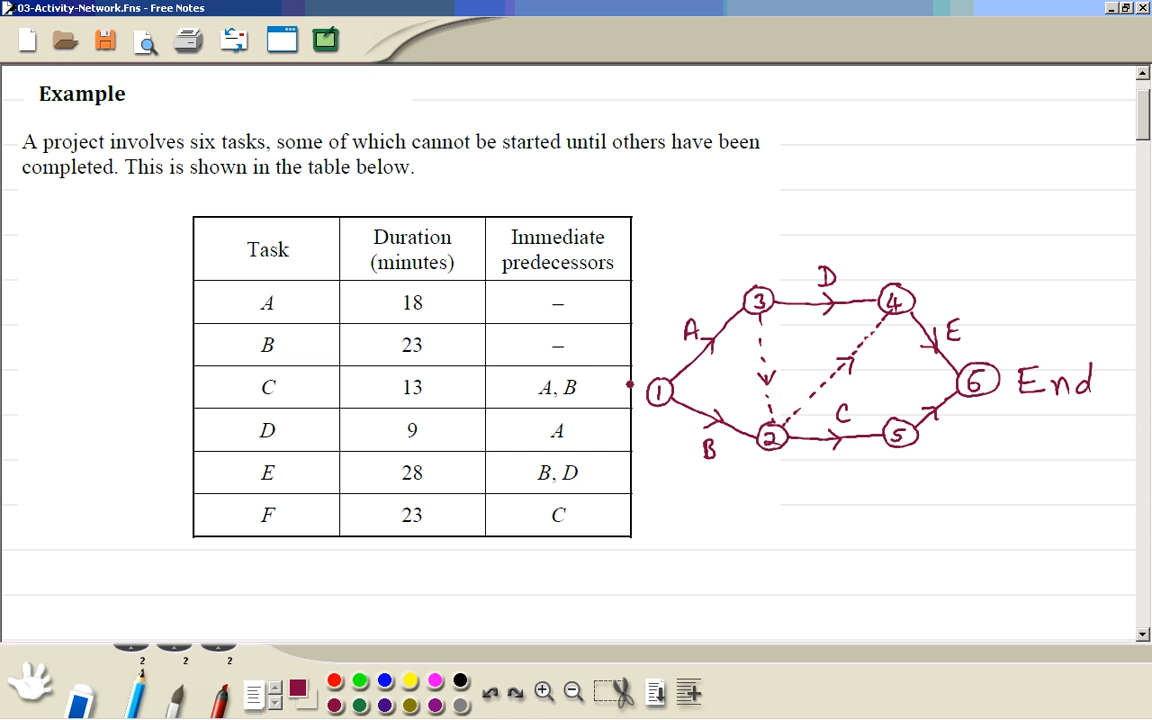 03-Activity-Network.Fns - Free Notes
Example
A project involves six tasks, some of which cannot be started until others have been
completed. This is shown in the table below.
Task Duration (minutes) Immediate predecessors
A 18 –
B 23 –
C 13 A, B
D 9 A
E 28 B, D
F 23 C
D
3 4
A E
1 6 End
C
B 2 5
2 2 2